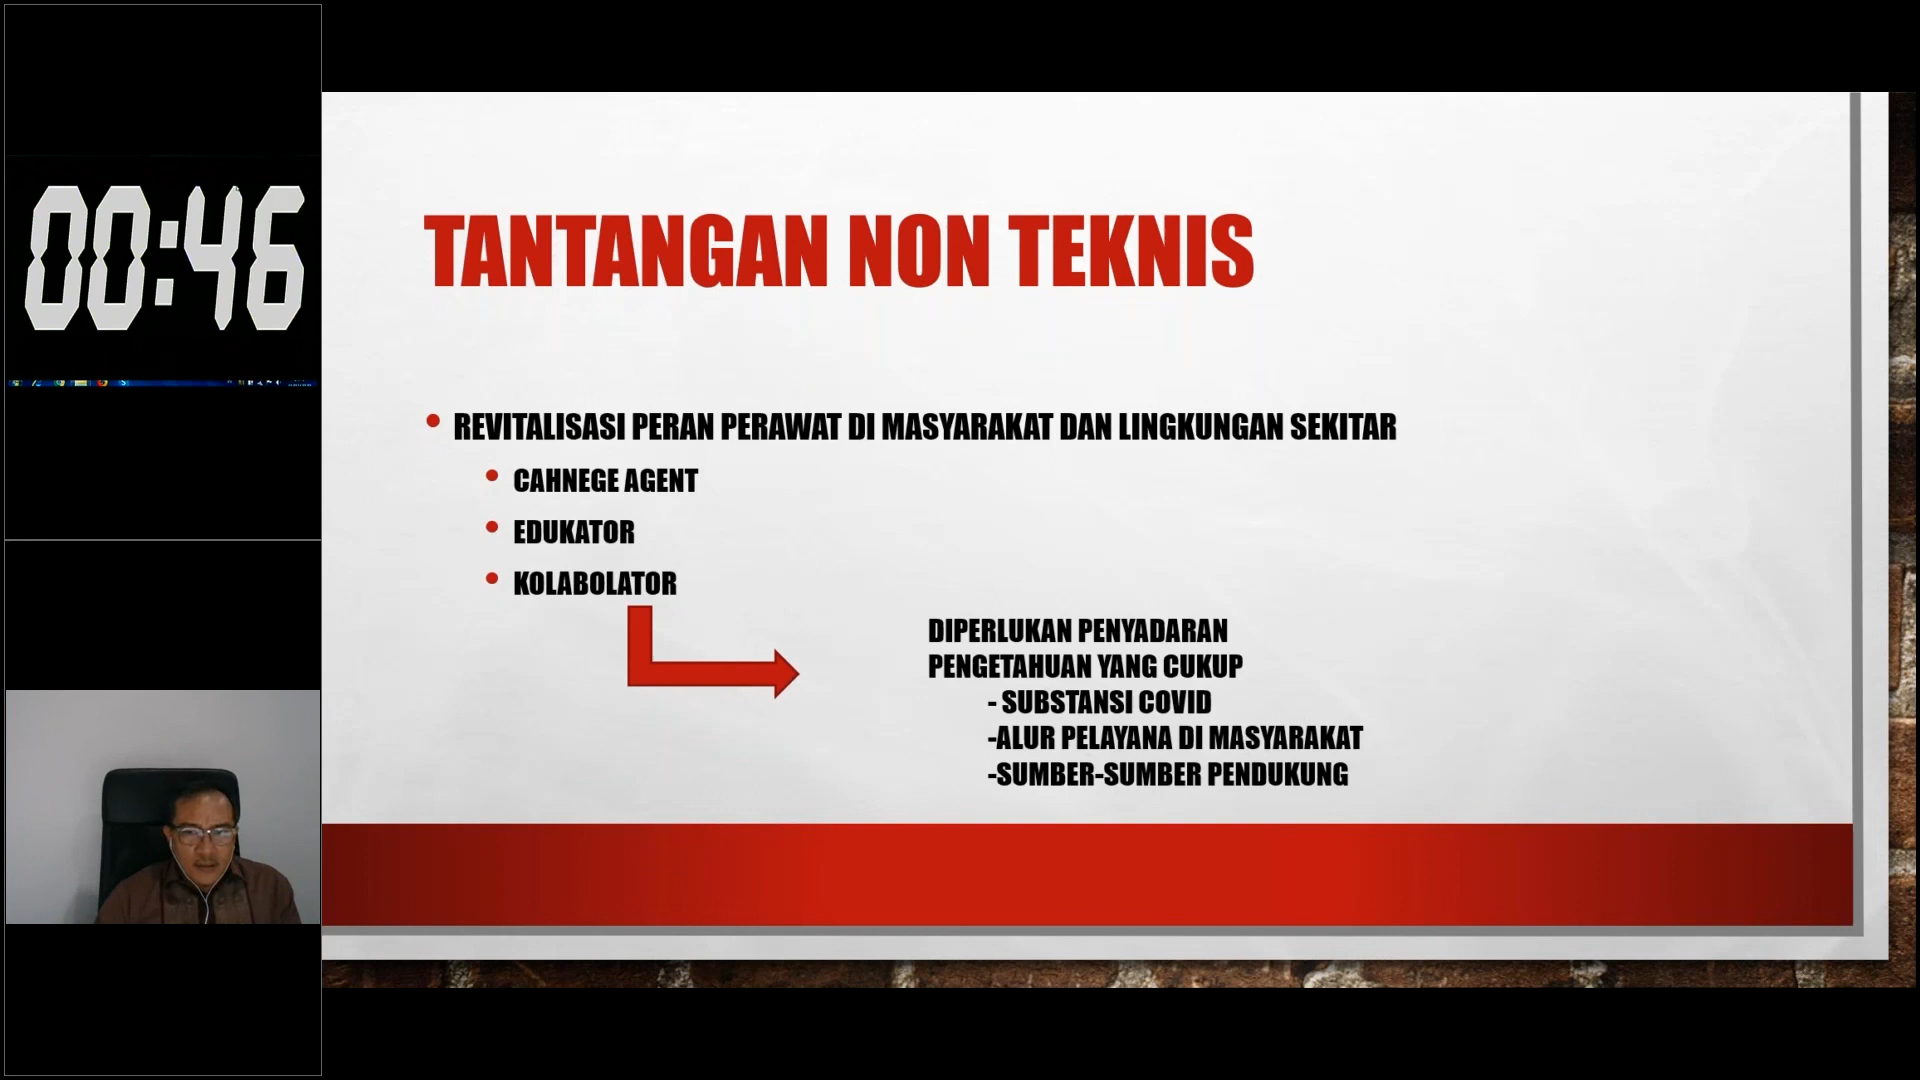 00:46
TANTANGAN NON TEKNIS
• REVITALISASI PERAN PERAWAT DI MASYARAKAT DAN LINGKUNGAN SEKITAR
• CAHNEGE AGENT
• EDUKATOR
• KOLABOLATOR
DIPERLUKAN PENYADARAN
PENGETAHUAN YANG CUKUP
- SUBSTANSI COVID
-ALUR PELAYANA DI MASYARAKAT
-SUMBER-SUMBER PENDUKUNG